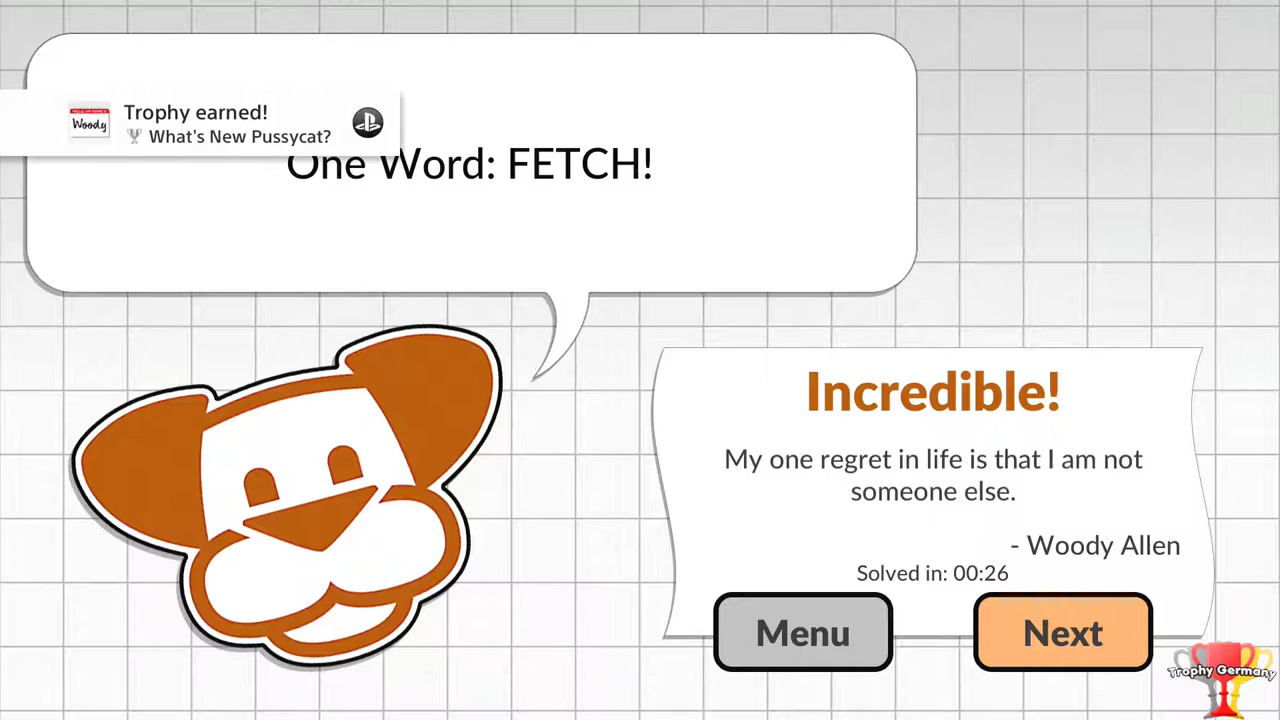 Trophy earned!
What's New Pussycat?
Woody
One Word: FETCH!
Incredible!
My one regret in life is that I am not
someone else.
- Woody Allen
Solved in: 00:26
Menu
Next
Trophy Germany